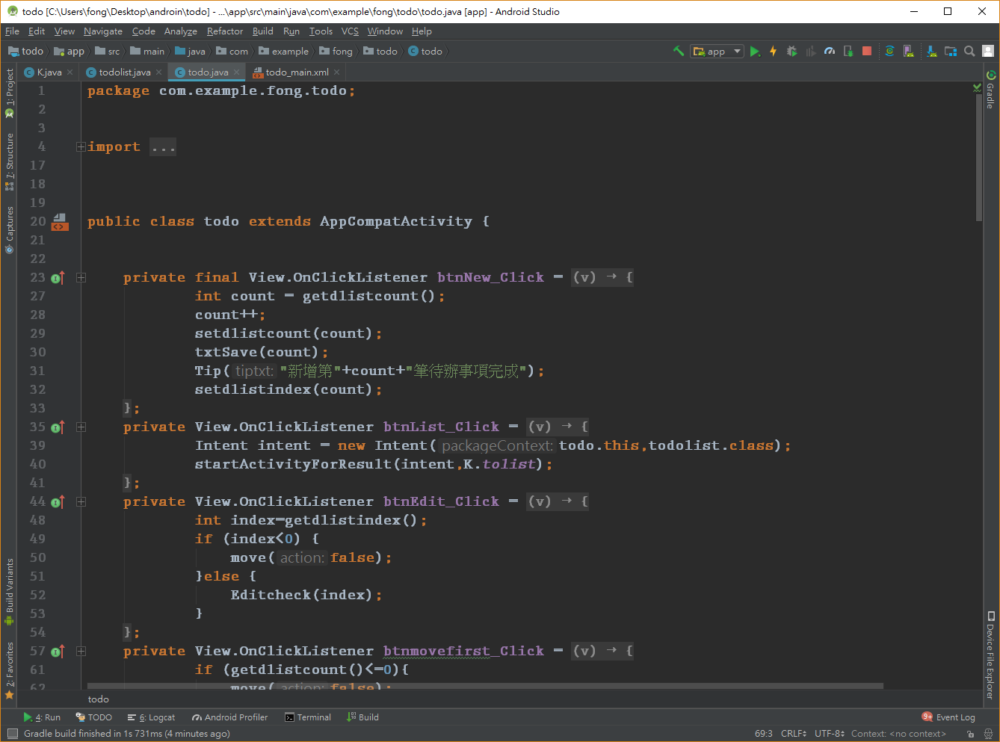 todo [C:\Users\fong\Desktop\androin\todo] - ...\app\src\main\java\com\example\fong\todo\todo.java [app] - Android Studio
File Edit View Navigate Code Analyze Refactor Build Run Tools VCS Window Help
todo app src main java com example fong todo todo app
K.java todolist.java todo.java todo_main.xml
1: Project
7: Structure
Captures
Build Variants
2: Favorites
Gradle
Device File Explorer
1 package com.example.fong.todo;
2
3
4 import ...
17
18
19
20 public class todo extends AppCompatActivity {
21
22
23 private final View.OnClickListener btnNew_Click = (v) → {
27 int count = getdlistcount();
28 count++;
29 setdlistcount(count);
30 txtSave(count);
31 Tip( tiptxt: "新增第"+count+"筆待辦事項完成");
32 setdlistindex(count);
33 };
35 private View.OnClickListener btnList_Click = (v) → {
39 Intent intent = new Intent( packageContext: todo.this,todolist.class);
40 startActivityForResult(intent,K.tolist);
41 };
44 private View.OnClickListener btnEdit_Click = (v) → {
48 int index=getdlistindex();
49 if (index<0) {
50 move( action: false);
51 }else {
52 Editcheck(index);
53 }
54 };
57 private View.OnClickListener btnmovefirst_Click = (v) → {
61 if (getdlistcount()<=0){
62 move( action: false);
todo
4: Run TODO 6: Logcat Android Profiler Terminal Build 9+ Event Log
Gradle build finished in 1s 731ms (4 minutes ago) 69:3 CRLF UTF-8 Context: <no context>